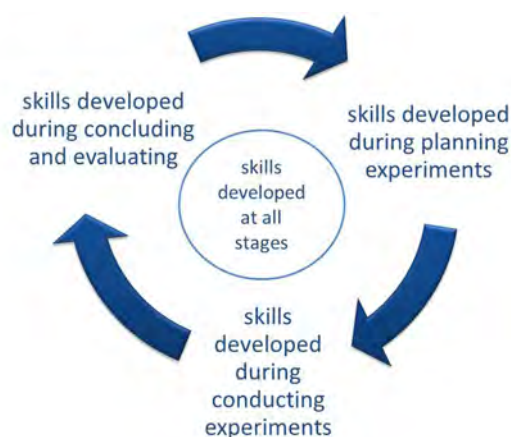 skills developed
during concluding
and evaluating
skills developed
during planning
experiments
skills
developed
at all
stages
skills
developed
during
conducting
experiments